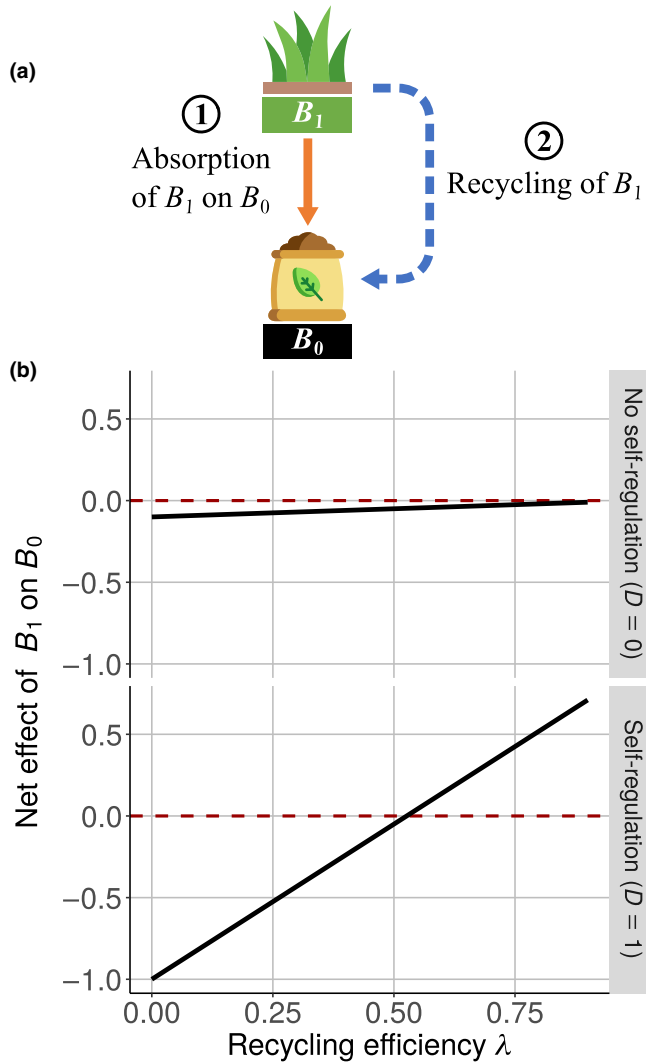 (a)
B1
1
Absorption
of B1 on B0
2
Recycling of B1
B0
(b)
Net effect of B1 on B0
0.5
0.0
−0.5
−1.0
No self-regulation (D = 0)
0.5
0.0
−0.5
−1.0
Self-regulation (D = 1)
0.00
0.25
0.50
0.75
Recycling efficiency λ